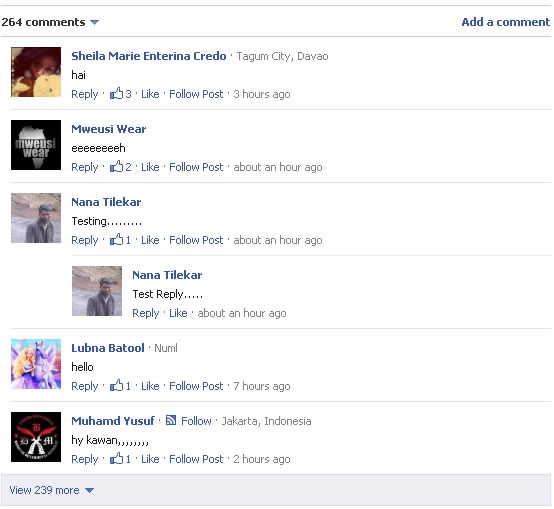 264 comments
Add a comment
Sheila Marie Enterina Credo · Tagum City, Davao
hai
Reply · 3 · Like · Follow Post · 3 hours ago
mweusi
wear
Mweusi Wear
eeeeeeeeh
Reply · 2 · Like · Follow Post · about an hour ago
Nana Tilekar
Testing.........
Reply · 1 · Like · Follow Post · about an hour ago
Nana Tilekar
Test Reply.....
Reply · Like · about an hour ago
Lubna Batool · Numl
hello
Reply · 1 · Like · Follow Post · 7 hours ago
B
D M
Muhamd Yusuf · Follow · Jakarta, Indonesia
hy kawan,,,,,,,,
Reply · 1 · Like · Follow Post · 2 hours ago
View 239 more